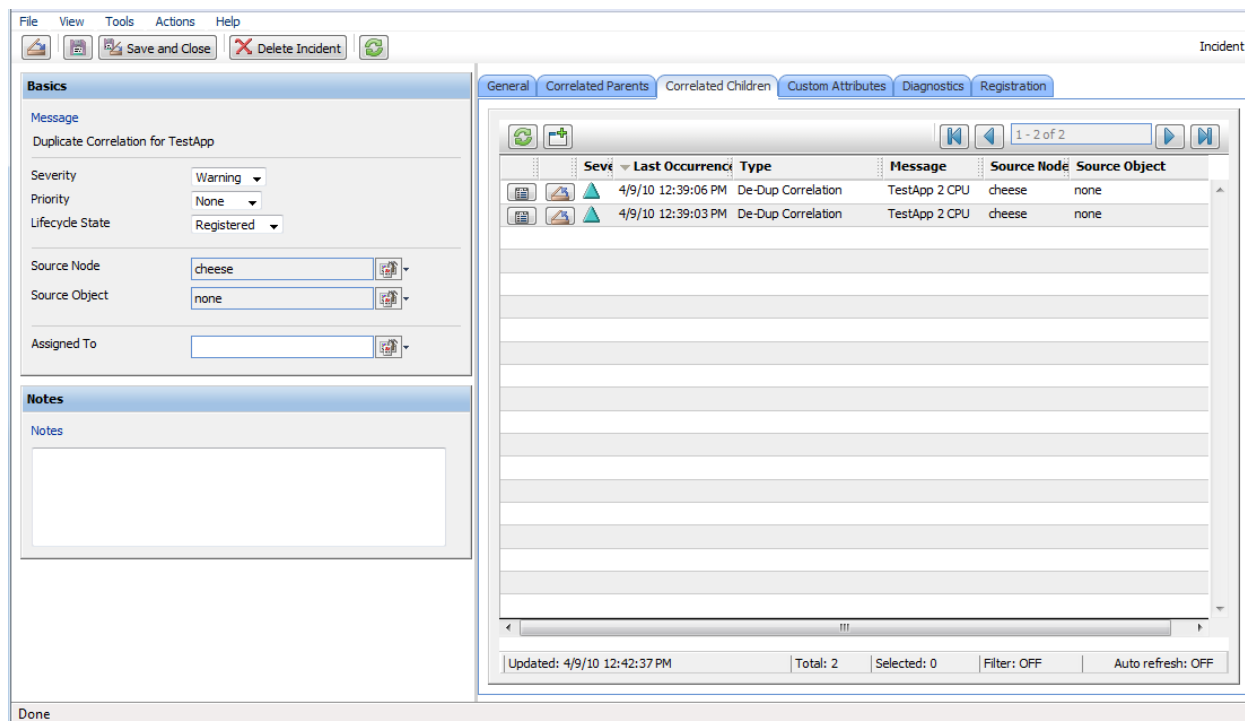 File View Tools Actions Help
Save and Close Delete Incident
Incident
Basics
Message
Duplicate Correlation for TestApp
Severity Warning
Priority None
Lifecycle State Registered
Source Node cheese
Source Object none
Assigned To
Notes
Notes
General Correlated Parents Correlated Children Custom Attributes Diagnostics Registration
1 - 2 of 2
Seve Last Occurrence Type Message Source Node Source Object
4/9/10 12:39:06 PM De-Dup Correlation TestApp 2 CPU cheese none
4/9/10 12:39:03 PM De-Dup Correlation TestApp 2 CPU cheese none
Updated: 4/9/10 12:42:37 PM Total: 2 Selected: 0 Filter: OFF Auto refresh: OFF
Done